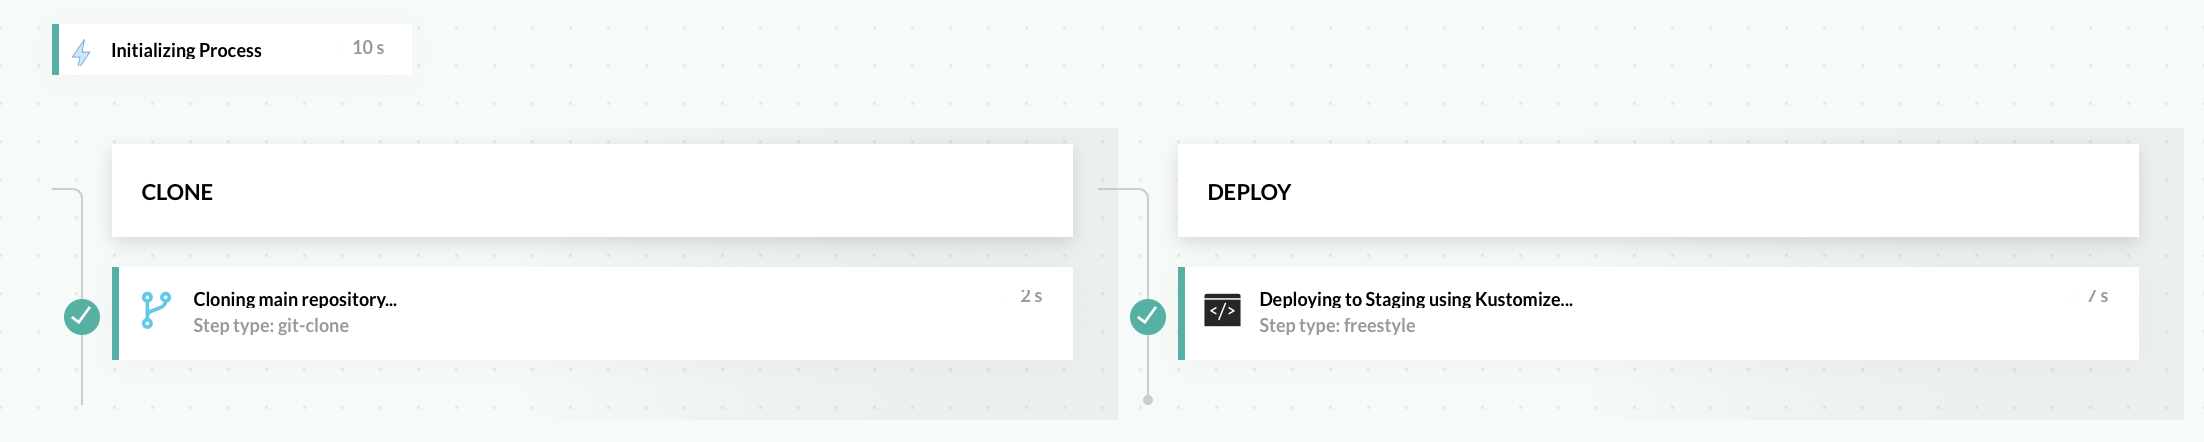 Initializing Process 10 s
CLONE
Cloning main repository... 2 s
Step type: git-clone
DEPLOY
</>
Deploying to Staging using Kustomize... 7 s
Step type: freestyle